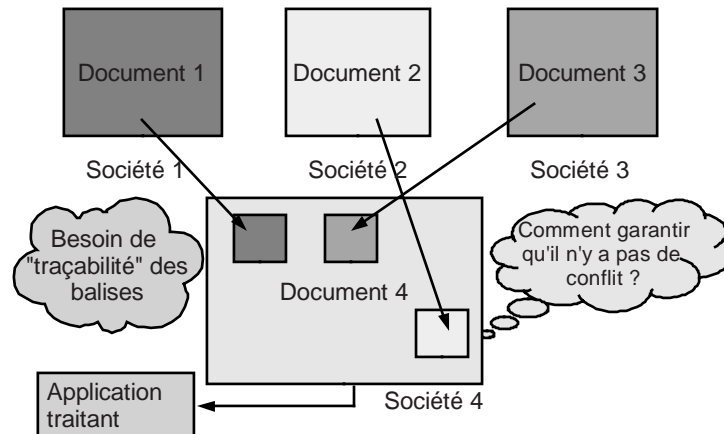 Document 1
Document 2
Document 3
Société 1
Société 2
Société 3
Besoin de
"traçabilité" des
balises
Comment garantir
qu'il n'y a pas de
conflit ?
Document 4
Société 4
Application
traitant